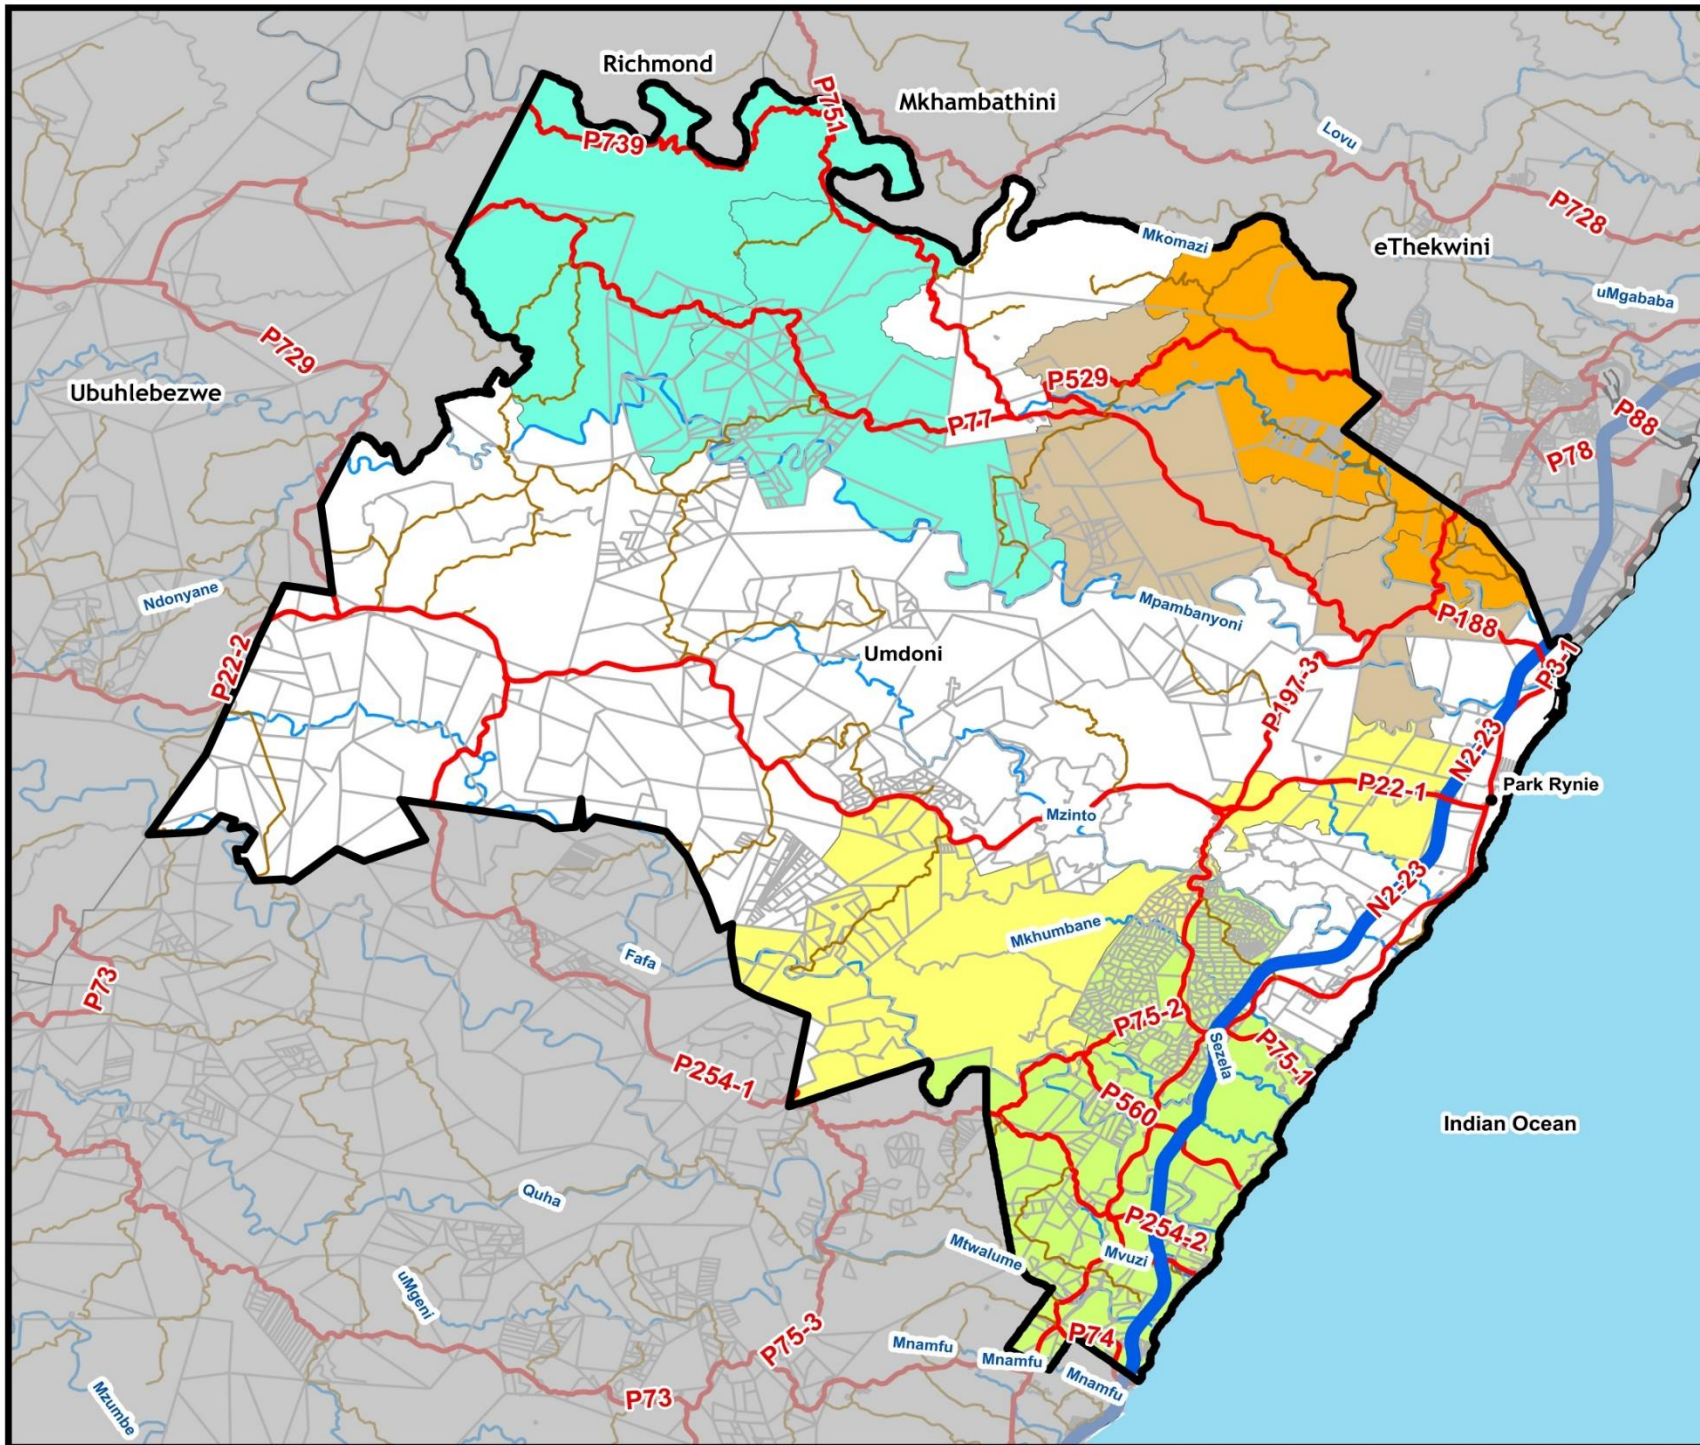 Richmond
P751
Mkhambathini
P739
Lovu
P728
eThekwini
Mkomazi
uMgababa
P729
Ubuhlebezwe
P529
P77
P88
P78
Ndonyane
Mpambanyoni
P188
Umdoni
P22-2
P3-1
P197-3
N2-23
P22-1
Park Rynie
Mzinto
N2-23
Mkhumbane
Fafa
P73
P75-2
Sezela
P75-1
P254-1
P560
Indian Ocean
Quha
P254-2
Mtwalume
Mvuzi
uMgeni
P75-3
P74
Mnamfu
Mnamfu
Mnamfu
P73
Mzumbe